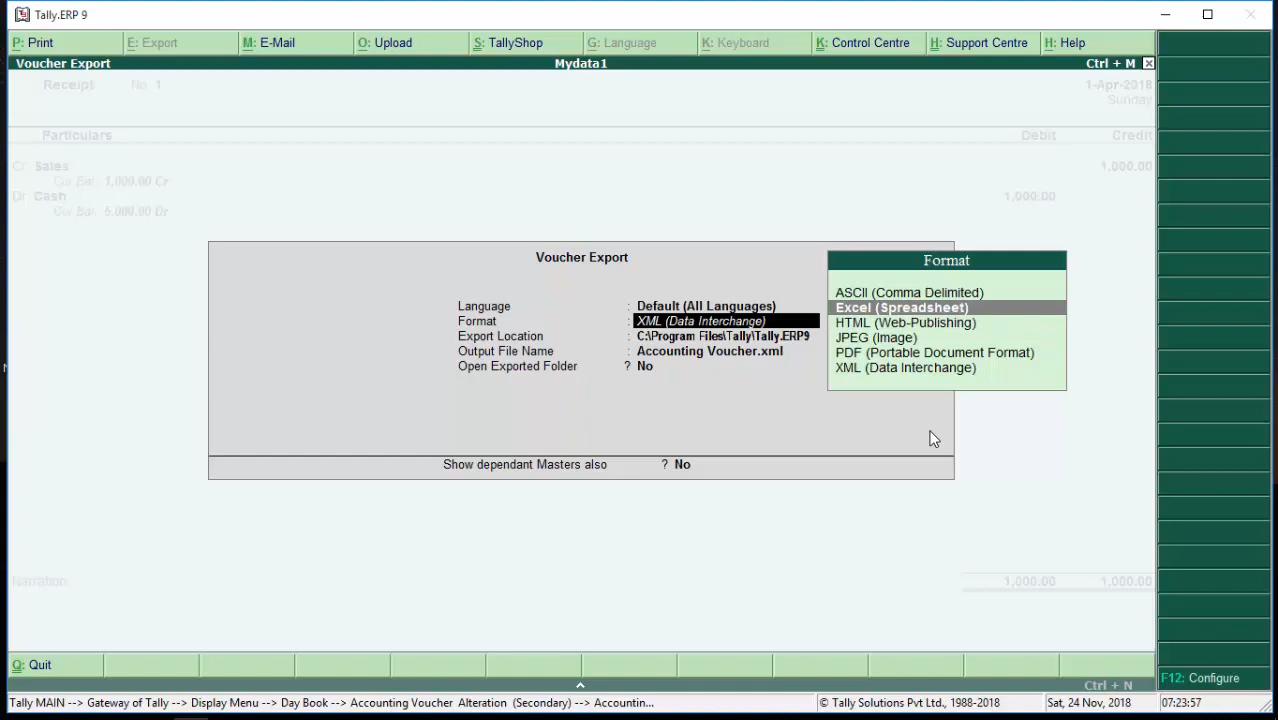 Tally.ERP 9
P: Print E: Export M: E-Mail O: Upload S: TallyShop G: Language K: Keyboard K: Control Centre H: Support Centre H: Help
Voucher Export Mydata1 Ctrl + M
Receipt No. 1 1-Apr-2018
Sunday
Particulars Debit Credit
Cr Sales 1,000.00
Cur Bal: 1,000.00 Cr
Dr Cash 1,000.00
Cur Bal: 6,000.00 Dr
Voucher Export
Language : Default (All Languages)
Format : XML (Data Interchange)
Export Location : C:\Program Files\Tally\Tally.ERP9
Output File Name : Accounting Voucher.xml
Open Exported Folder ? No
Show dependant Masters also ? No
Format
ASCII (Comma Delimited)
Excel (Spreadsheet)
HTML (Web-Publishing)
JPEG (Image)
PDF (Portable Document Format)
XML (Data Interchange)
Narration: 1,000.00 1,000.00
Q: Quit
F12: Configure
Ctrl + N
Tally MAIN --> Gateway of Tally --> Display Menu --> Day Book --> Accounting Voucher Alteration (Secondary) --> Accountin... © Tally Solutions Pvt Ltd., 1988-2018 Sat, 24 Nov, 2018 07:23:57